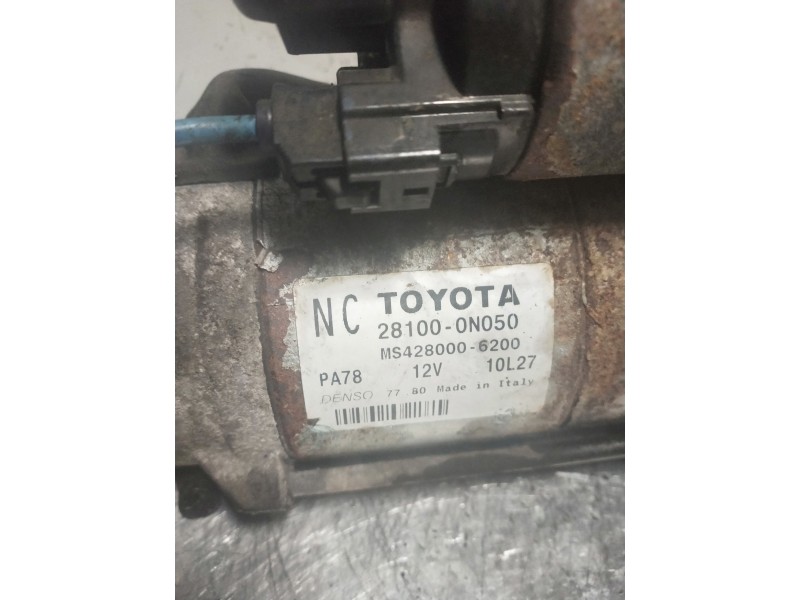 NC TOYOTA
28100-0N050
MS428000-6200
PA78 12V 10L27
DENSO 77 80 Made in Italy